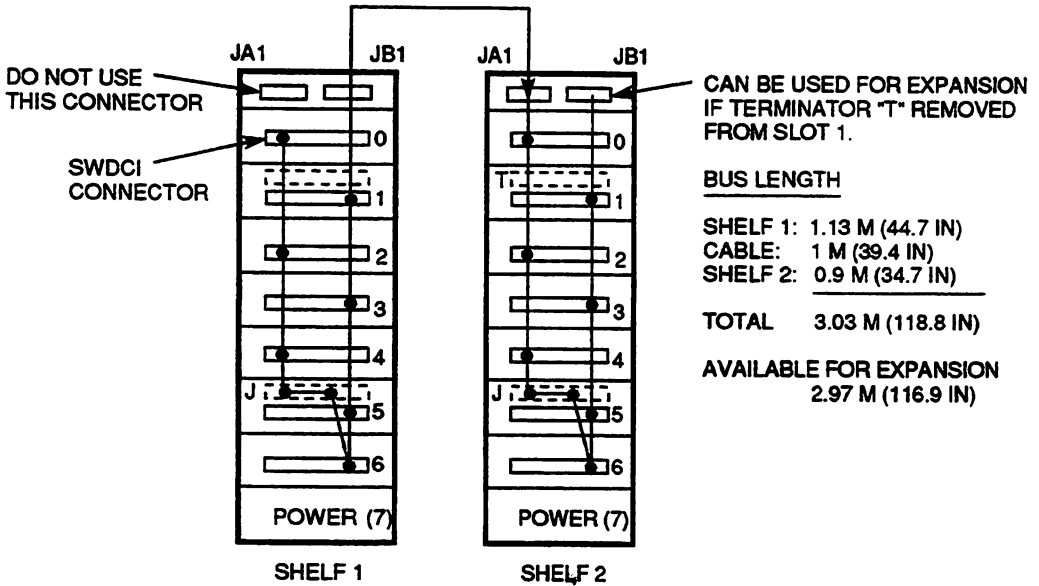 JA1 JB1
DO NOT USE
THIS CONNECTOR
SWDCI
CONNECTOR
0
1
2
3
4
J
5
6
POWER (7)
SHELF 1
JA1 JB1
0
T
1
2
3
4
J
5
6
POWER (7)
SHELF 2
CAN BE USED FOR EXPANSION
IF TERMINATOR "T" REMOVED
FROM SLOT 1.
BUS LENGTH
SHELF 1: 1.13 M (44.7 IN)
CABLE: 1 M (39.4 IN)
SHELF 2: 0.9 M (34.7 IN)
TOTAL 3.03 M (118.8 IN)
AVAILABLE FOR EXPANSION
2.97 M (116.9 IN)